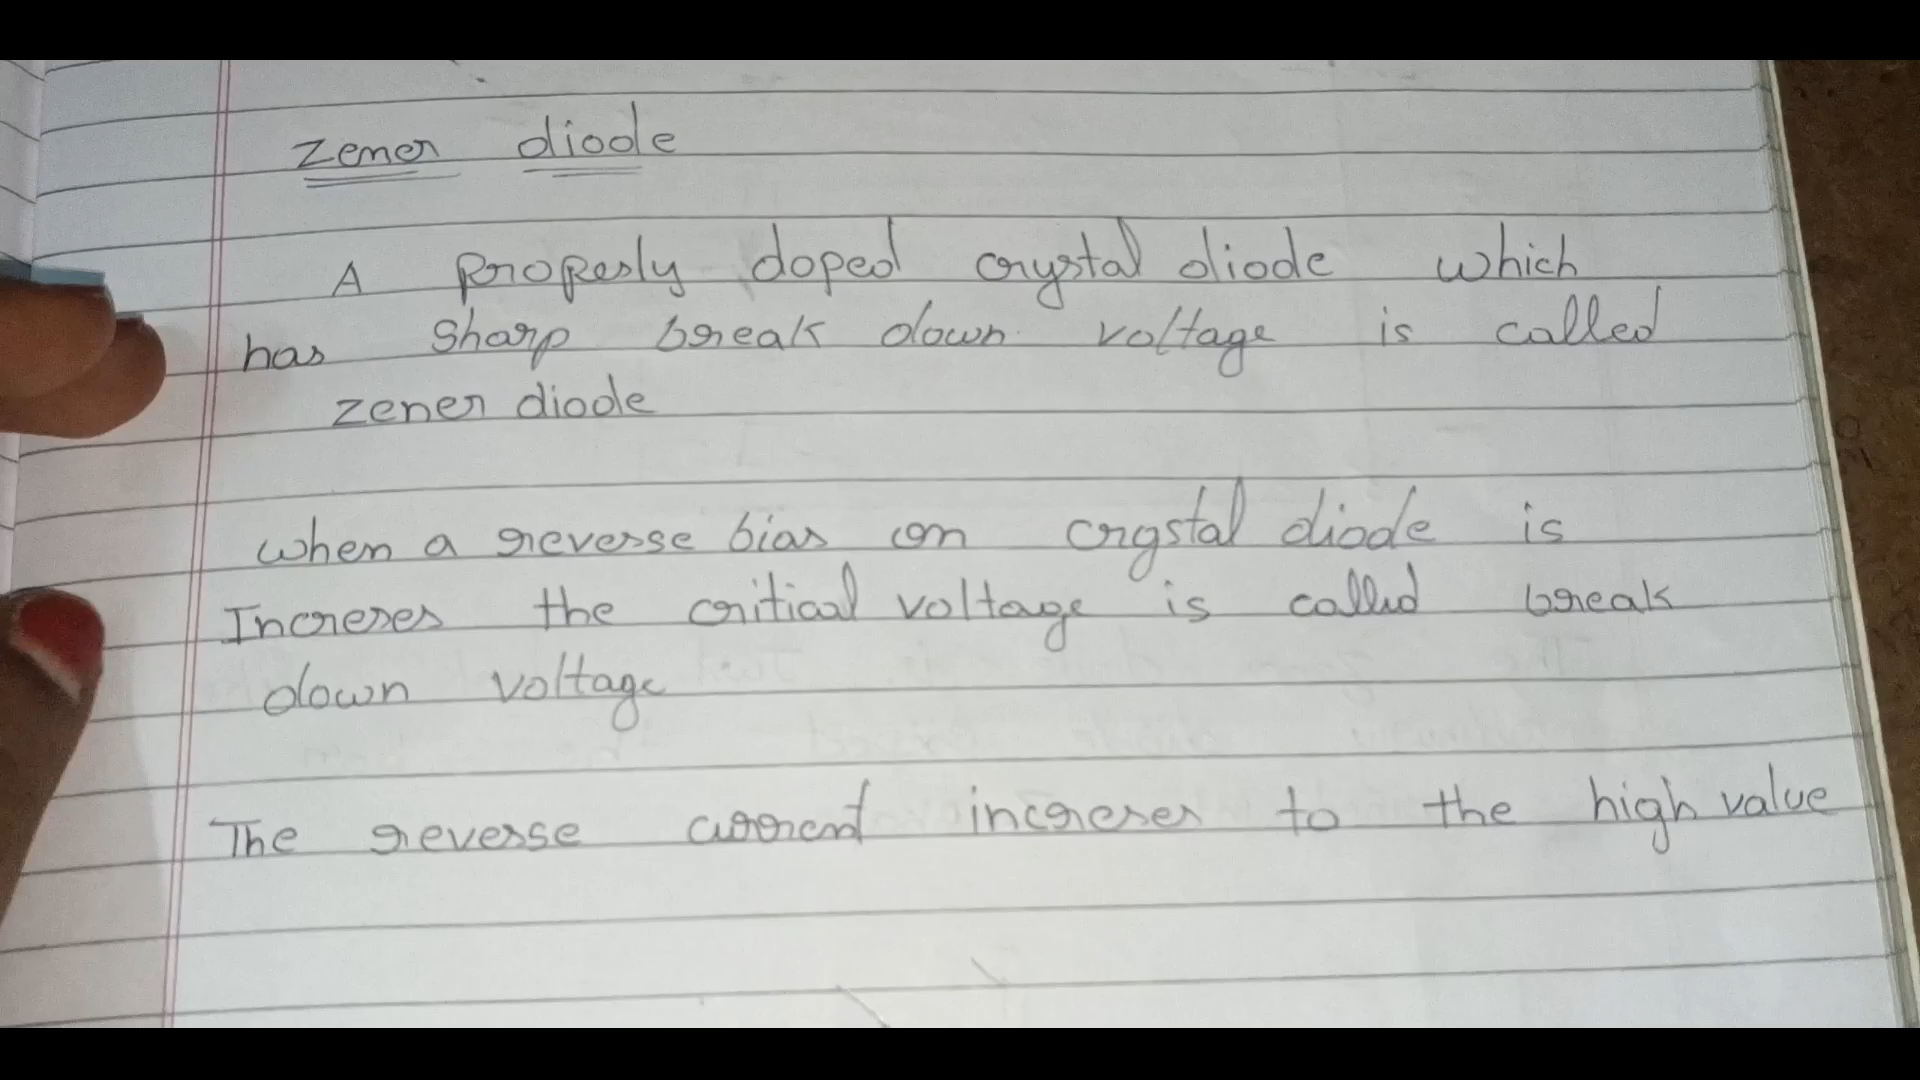 Zener diode
A Properly doped crystal diode which
has Sharp break down voltage is called
zener diode
when a reverse bias on crystal diode is
Increses the critical voltage is called break
down voltage
The reverse current increses to the high value